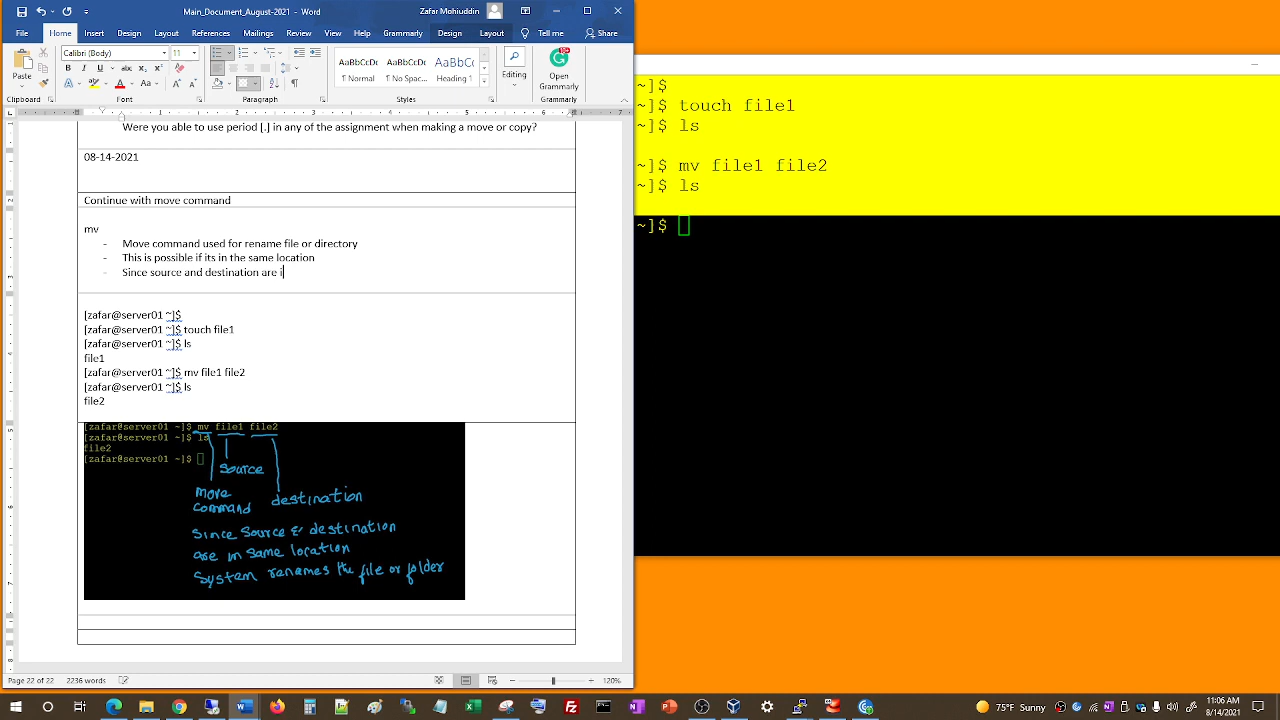 Main_Document_August-2021 - Word
Zafar Mohiuddin
File Home Insert Draw Design Layout References Mailings Review View Help Grammarly Design Layout Tell me Share
Paste
Calibri (Body) 11
¶ Normal ¶ No Spac... Heading 1
AaBbCcDc AaBbCcDc AaBbCc
Editing
Open Grammarly
Clipboard Font Paragraph Styles Grammarly
Were you able to use period [.] in any of the assignment when making a move or copy?
08-14-2021
Continue with move command
mv
- Move command used for rename file or directory
- This is possible if its in the same location
- Since source and destination are i
[zafar@server01 ~]$
[zafar@server01 ~]$ touch file1
[zafar@server01 ~]$ ls
file1
[zafar@server01 ~]$ mv file1 file2
[zafar@server01 ~]$ ls
file2
[zafar@server01 ~]$ mv file1 file2
[zafar@server01 ~]$ ls
file2
[zafar@server01 ~]$
source
move
command
destination
since source & destination
are in same location
system renames the file or folder
Page 22 of 22 2236 words
120%
~]$
~]$ touch file1
~]$ ls
~]$ mv file1 file2
~]$ ls
~]$
75°F Sunny
11:06 AM
8/14/2021